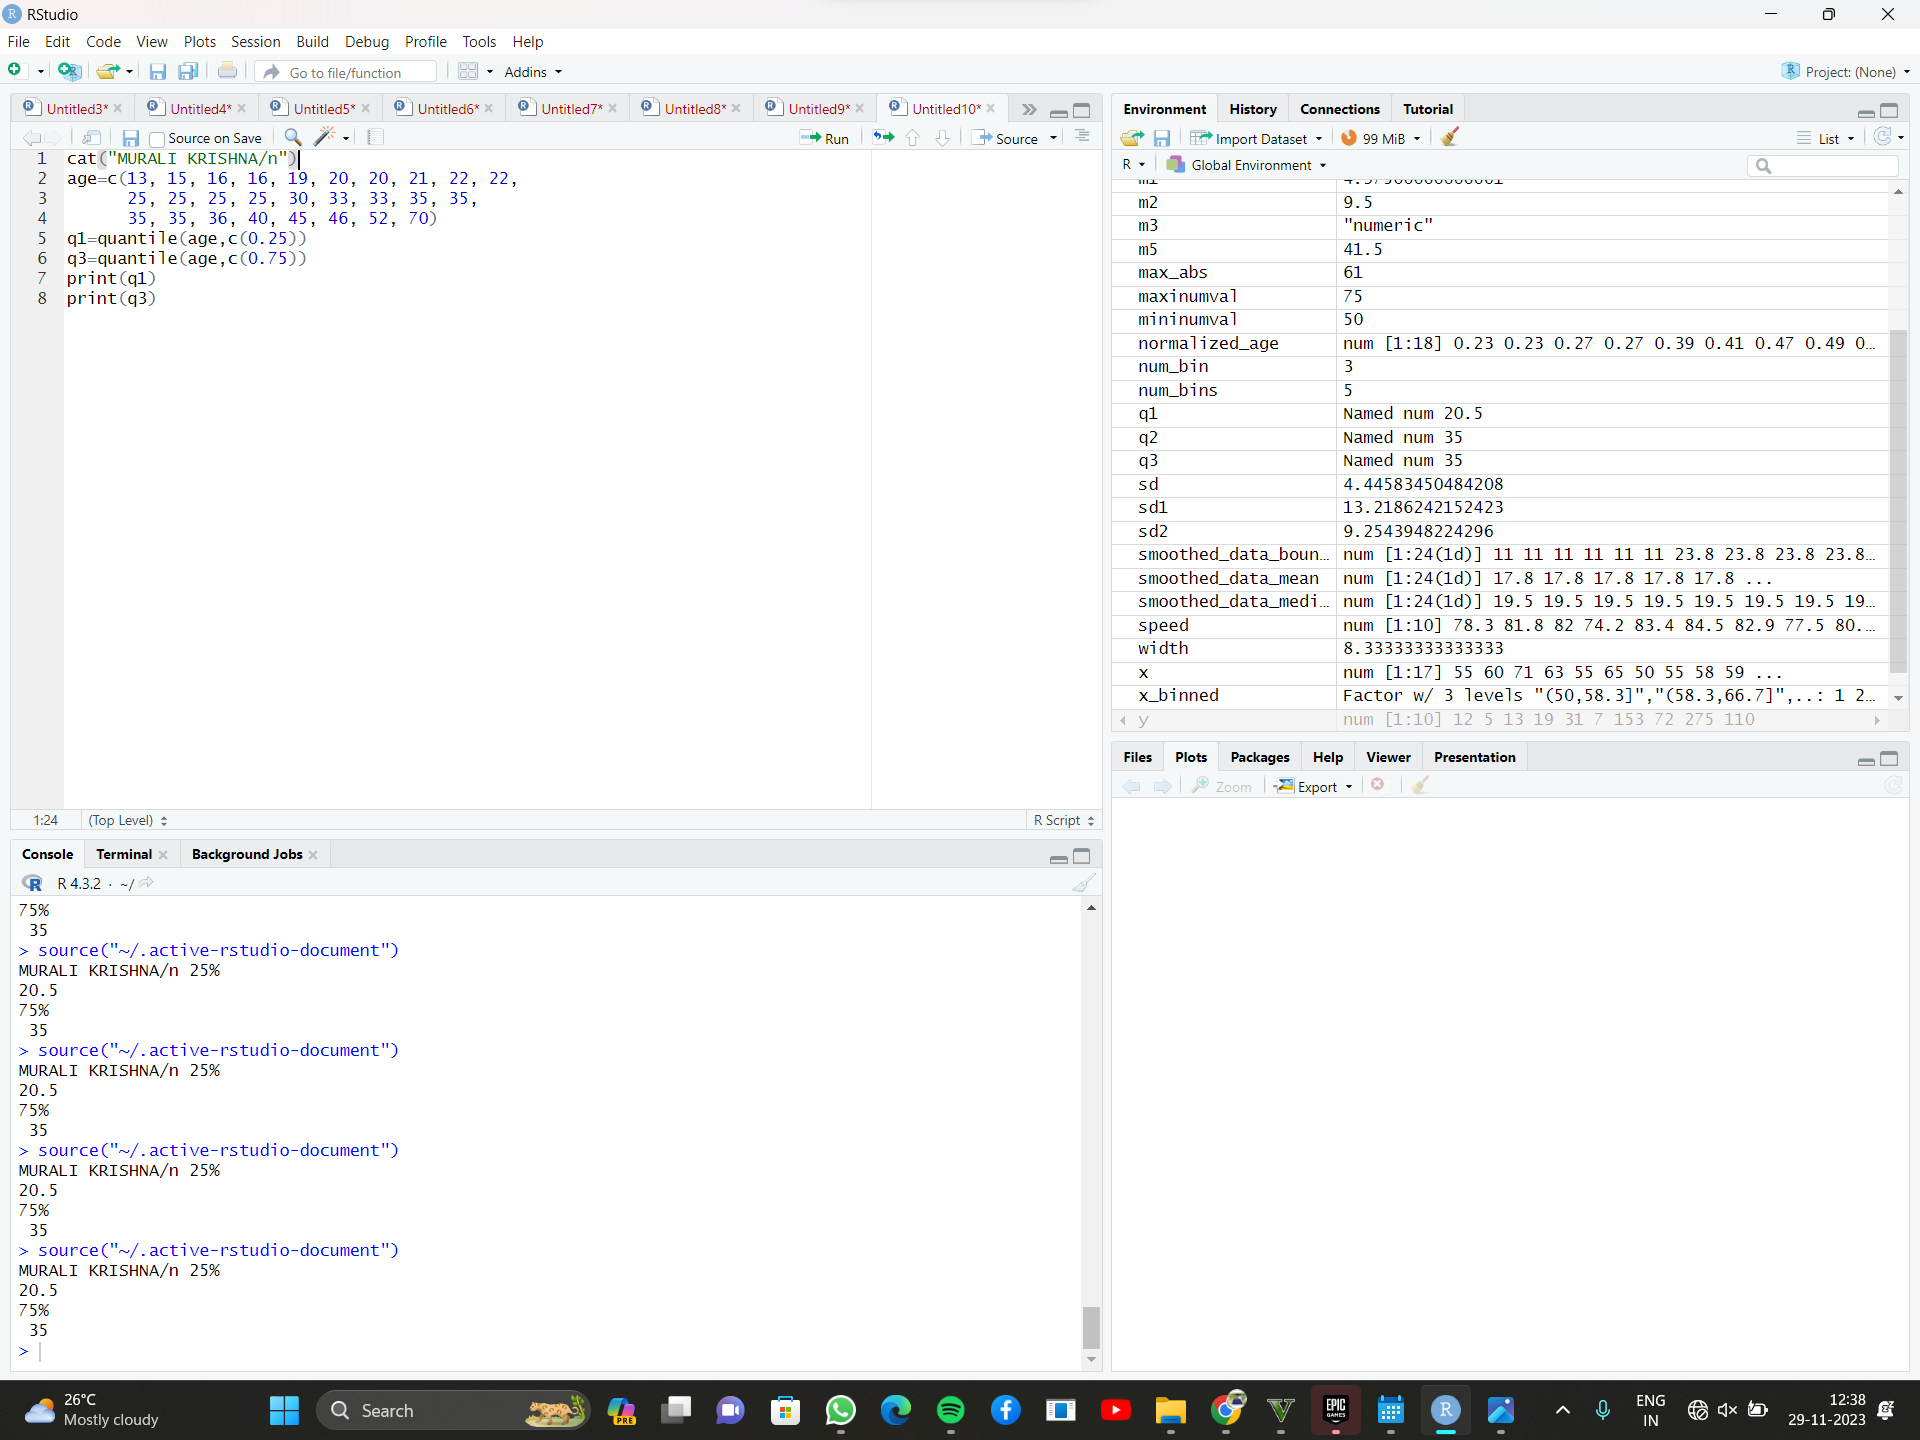 RStudio
File Edit Code View Plots Session Build Debug Profile Tools Help
Go to file/function Addins Project: (None)
Untitled3* Untitled4* Untitled5* Untitled6* Untitled7* Untitled8* Untitled9* Untitled10*
Source on Save Run Source
1 cat("MURALI KRISHNA/n")
2 age=c(13, 15, 16, 16, 19, 20, 20, 21, 22, 22,
3 25, 25, 25, 25, 30, 33, 33, 35, 35,
4 35, 35, 36, 40, 45, 46, 52, 70)
5 q1=quantile(age,c(0.25))
6 q3=quantile(age,c(0.75))
7 print(q1)
8 print(q3)
1:24 (Top Level) R Script
Console Terminal Background Jobs
R 4.3.2 · ~/
75%
35
> source("~/.active-rstudio-document")
MURALI KRISHNA/n 25%
20.5
75%
35
> source("~/.active-rstudio-document")
MURALI KRISHNA/n 25%
20.5
75%
35
> source("~/.active-rstudio-document")
MURALI KRISHNA/n 25%
20.5
75%
35
> source("~/.active-rstudio-document")
MURALI KRISHNA/n 25%
20.5
75%
35
>
Environment History Connections Tutorial
Import Dataset 99 MiB List
R Global Environment
m2 9.5
m3 "numeric"
m5 41.5
max_abs 61
maxinumval 75
mininumval 50
normalized_age num [1:18] 0.23 0.23 0.27 0.27 0.39 0.41 0.47 0.49 0…
num_bin 3
num_bins 5
q1 Named num 20.5
q2 Named num 35
q3 Named num 35
sd 4.44583450484208
sd1 13.2186242152423
sd2 9.2543948224296
smoothed_data_boun… num [1:24(1d)] 11 11 11 11 11 11 23.8 23.8 23.8 23.8…
smoothed_data_mean num [1:24(1d)] 17.8 17.8 17.8 17.8 17.8 ...
smoothed_data_medi… num [1:24(1d)] 19.5 19.5 19.5 19.5 19.5 19.5 19.5 19…
speed num [1:10] 78.3 81.8 82 74.2 83.4 84.5 82.9 77.5 80.…
width 8.33333333333333
x num [1:17] 55 60 71 63 55 65 50 55 58 59 ...
x_binned Factor w/ 3 levels "(50,58.3]","(58.3,66.7]",..: 1 2…
y num [1:10] 12 5 13 19 31 7 153 72 275 110
Files Plots Packages Help Viewer Presentation
Zoom Export
26°C
Mostly cloudy
Search
PRE
EPIC
GAMES
ENG
IN
12:38
29-11-2023